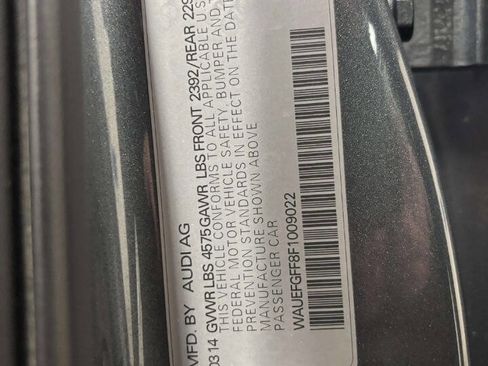 MFD. BY AUDI AG
03 14 GVWR LBS 4575 GAWR LBS FRONT 2392/REAR 229
THIS VEHICLE CONFORMS TO ALL APPLICABLE U.S
FEDERAL MOTOR VEHICLE SAFETY, BUMPER AND
PREVENTION STANDARDS IN EFFECT ON THE DATE
MANUFACTURE SHOWN ABOVE
PASSENGER CAR
WAUEFGFF8F1009022